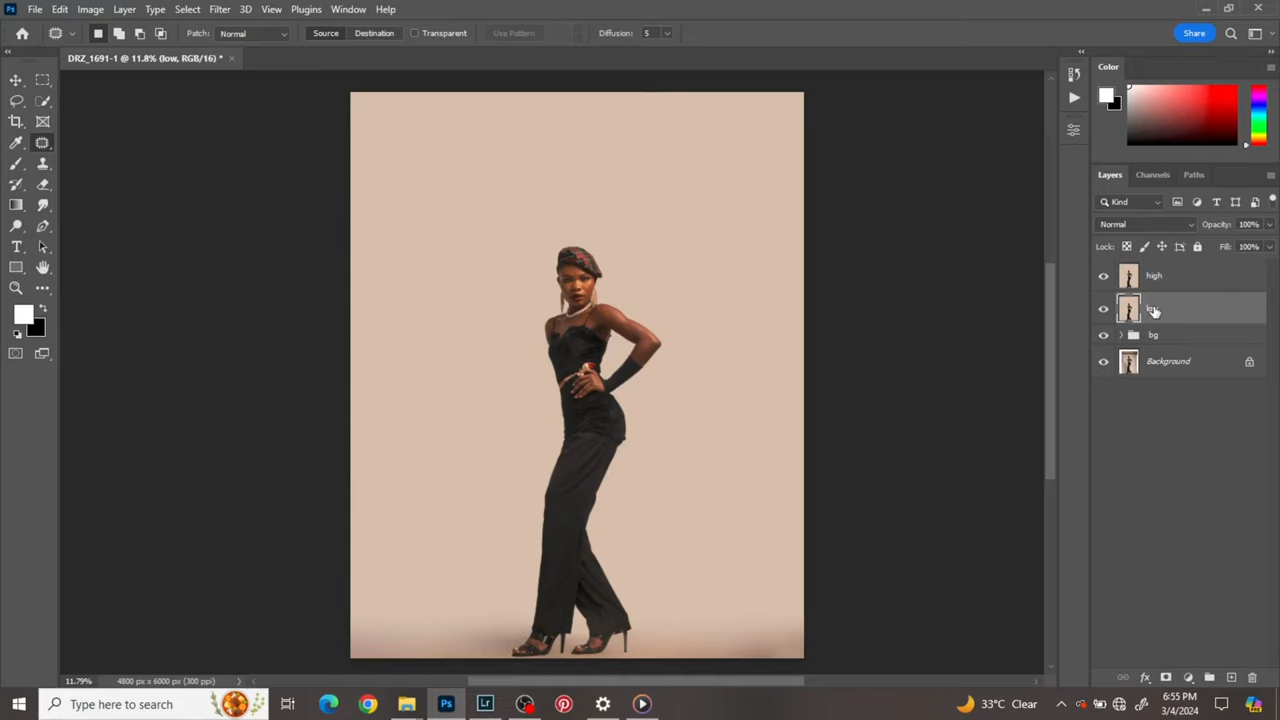 Ps File Edit Image Layer Type Select Filter 3D View Plugins Window Help
Patch: Normal Source Destination Transparent Use Pattern Diffusion: 5 Share
DRZ_1691-1 @ 11.8% (low, RGB/16) * ×
Color
Layers Channels Paths
Kind
Normal Opacity: 100%
Lock: Fill: 100%
high
bg
Background
11.79% 4800 px x 6000 px (300 ppi)
Type here to search Ps Lr 33°C Clear 6:55 PM
3/4/2024